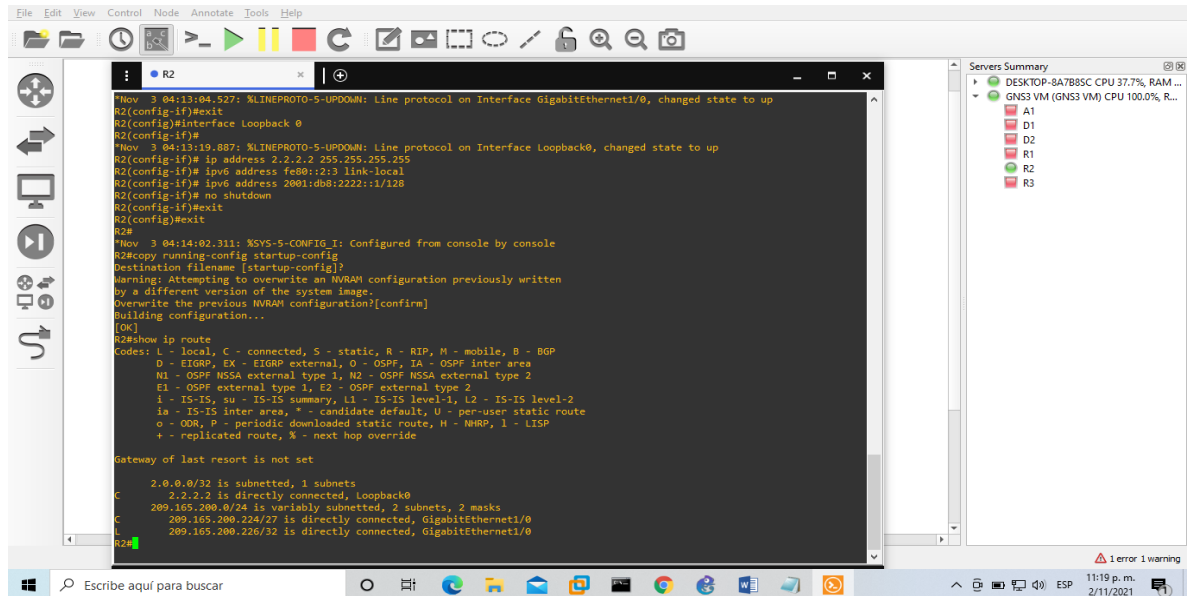 File Edit View Control Node Annotate Tools Help
R2
*Nov  3 04:13:04.527: %LINEPROTO-5-UPDOWN: Line protocol on Interface GigabitEthernet1/0, changed state to up
R2(config-if)#exit
R2(config)#interface Loopback 0
R2(config-if)#
*Nov  3 04:13:19.887: %LINEPROTO-5-UPDOWN: Line protocol on Interface Loopback0, changed state to up
R2(config-if)# ip address 2.2.2.2 255.255.255.255
R2(config-if)# ipv6 address fe80::2:3 link-local
R2(config-if)# ipv6 address 2001:db8:2222::1/128
R2(config-if)# no shutdown
R2(config-if)#exit
R2(config)#exit
R2#
*Nov  3 04:14:02.311: %SYS-5-CONFIG_I: Configured from console by console
R2#copy running-config startup-config
Destination filename [startup-config]?
Warning: Attempting to overwrite an NVRAM configuration previously written
by a different version of the system image.
Overwrite the previous NVRAM configuration?[confirm]
Building configuration...
[OK]
R2#show ip route
Codes: L - local, C - connected, S - static, R - RIP, M - mobile, B - BGP
D - EIGRP, EX - EIGRP external, O - OSPF, IA - OSPF inter area
N1 - OSPF NSSA external type 1, N2 - OSPF NSSA external type 2
E1 - OSPF external type 1, E2 - OSPF external type 2
i - IS-IS, su - IS-IS summary, L1 - IS-IS level-1, L2 - IS-IS level-2
ia - IS-IS inter area, * - candidate default, U - per-user static route
o - ODR, P - periodic downloaded static route, H - NHRP, l - LISP
+ - replicated route, % - next hop override
Gateway of last resort is not set
2.0.0.0/32 is subnetted, 1 subnets
C 2.2.2.2 is directly connected, Loopback0
209.165.200.0/24 is variably subnetted, 2 subnets, 2 masks
C 209.165.200.224/27 is directly connected, GigabitEthernet1/0
L 209.165.200.226/32 is directly connected, GigabitEthernet1/0
R2#
Servers Summary
DESKTOP-8A7B8SC CPU 37.7%, RAM ...
GNS3 VM (GNS3 VM) CPU 100.0%, R...
A1
D1
D2
R1
R2
R3
1 error 1 warning
Escribe aquí para buscar
ESP
11:19 p. m.
2/11/2021